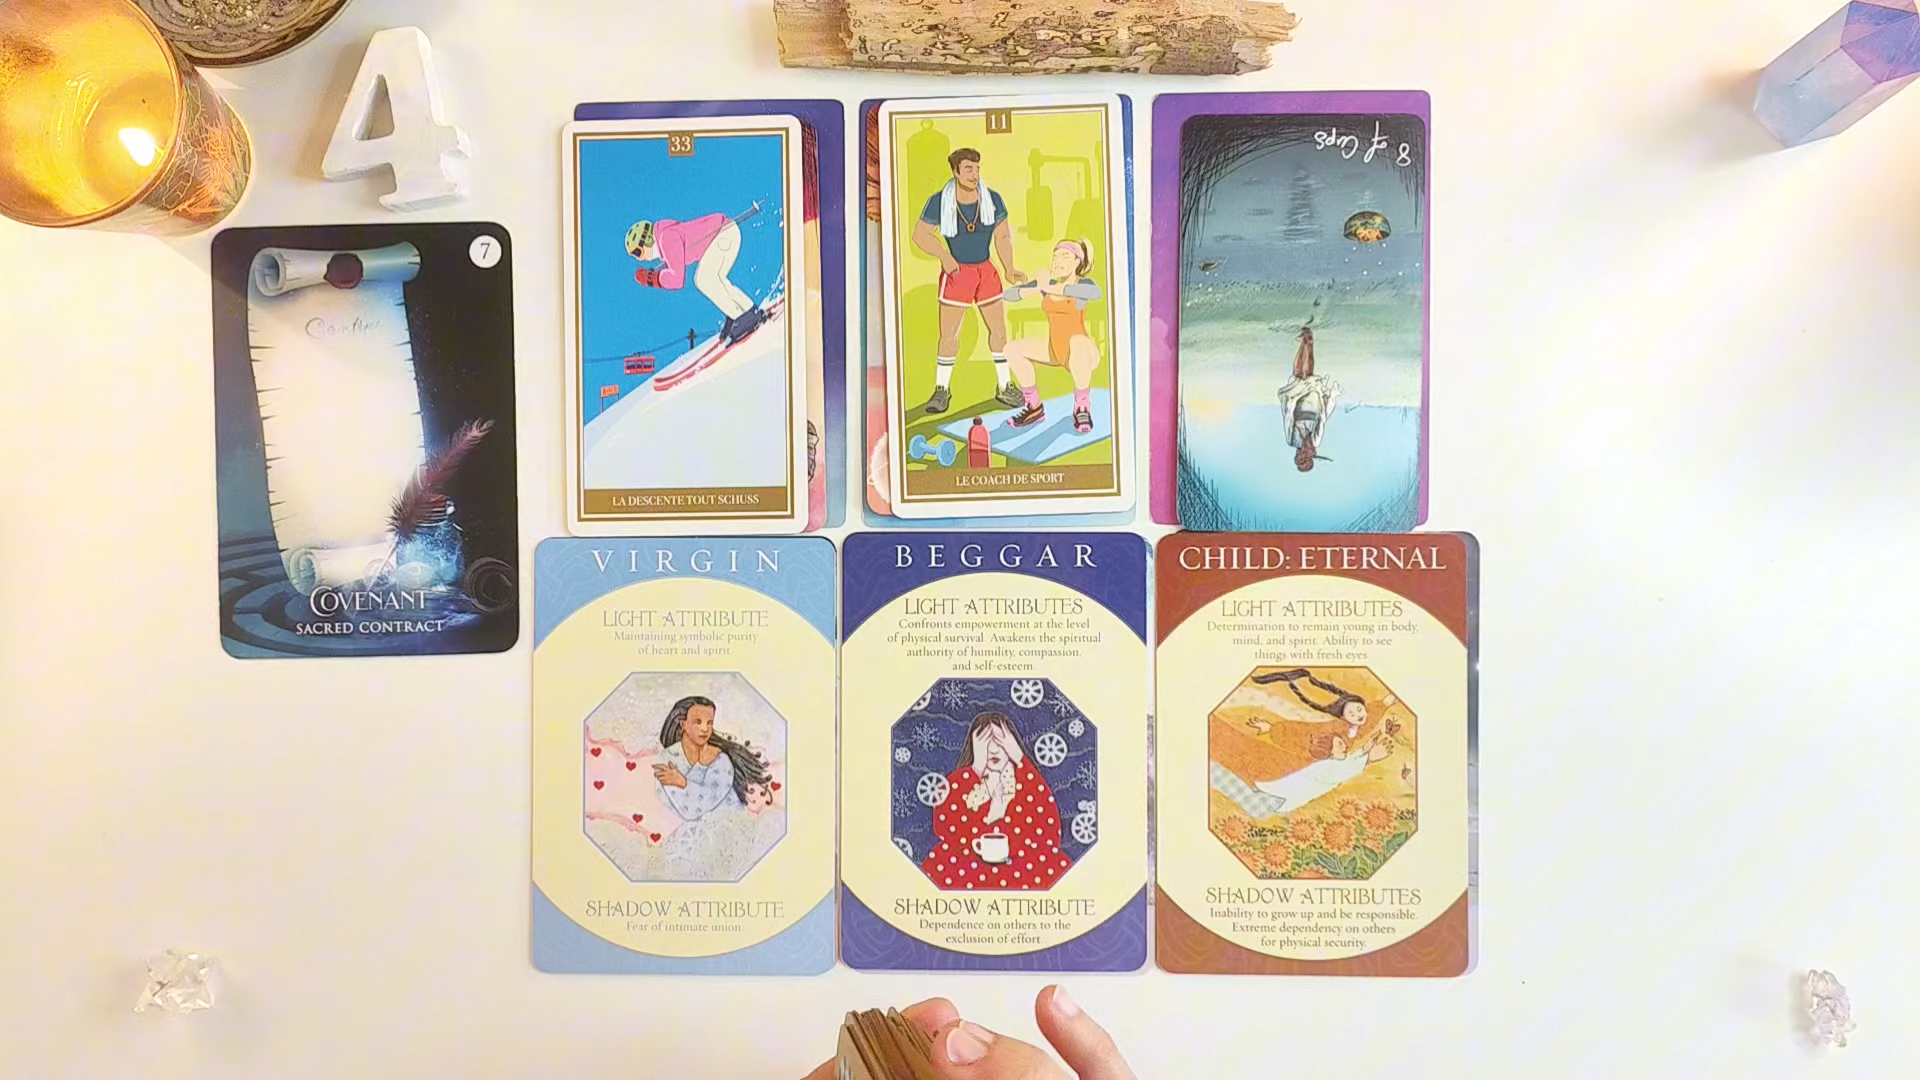 4
7
Covenant
SACRED CONTRACT
33
LA DESCENTE TOUT SCHUSS
11
LE COACH DE SPORT
8 of Cups
VIRGIN
LIGHT ATTRIBUTE
Maintaining symbolic purity
of heart and spirit
SHADOW ATTRIBUTE
Fear of intimate union
BEGGAR
LIGHT ATTRIBUTES
Confronts empowerment at the level
of physical survival. Awakens the spiritual
authority of humility, compassion,
and self-esteem
SHADOW ATTRIBUTE
Dependence on others to the
exclusion of effort
CHILD: ETERNAL
LIGHT ATTRIBUTES
Determination to remain young in body,
mind, and spirit. Ability to see
things with fresh eyes
SHADOW ATTRIBUTES
Inability to grow up and be responsible.
Extreme dependency on others
for physical security.